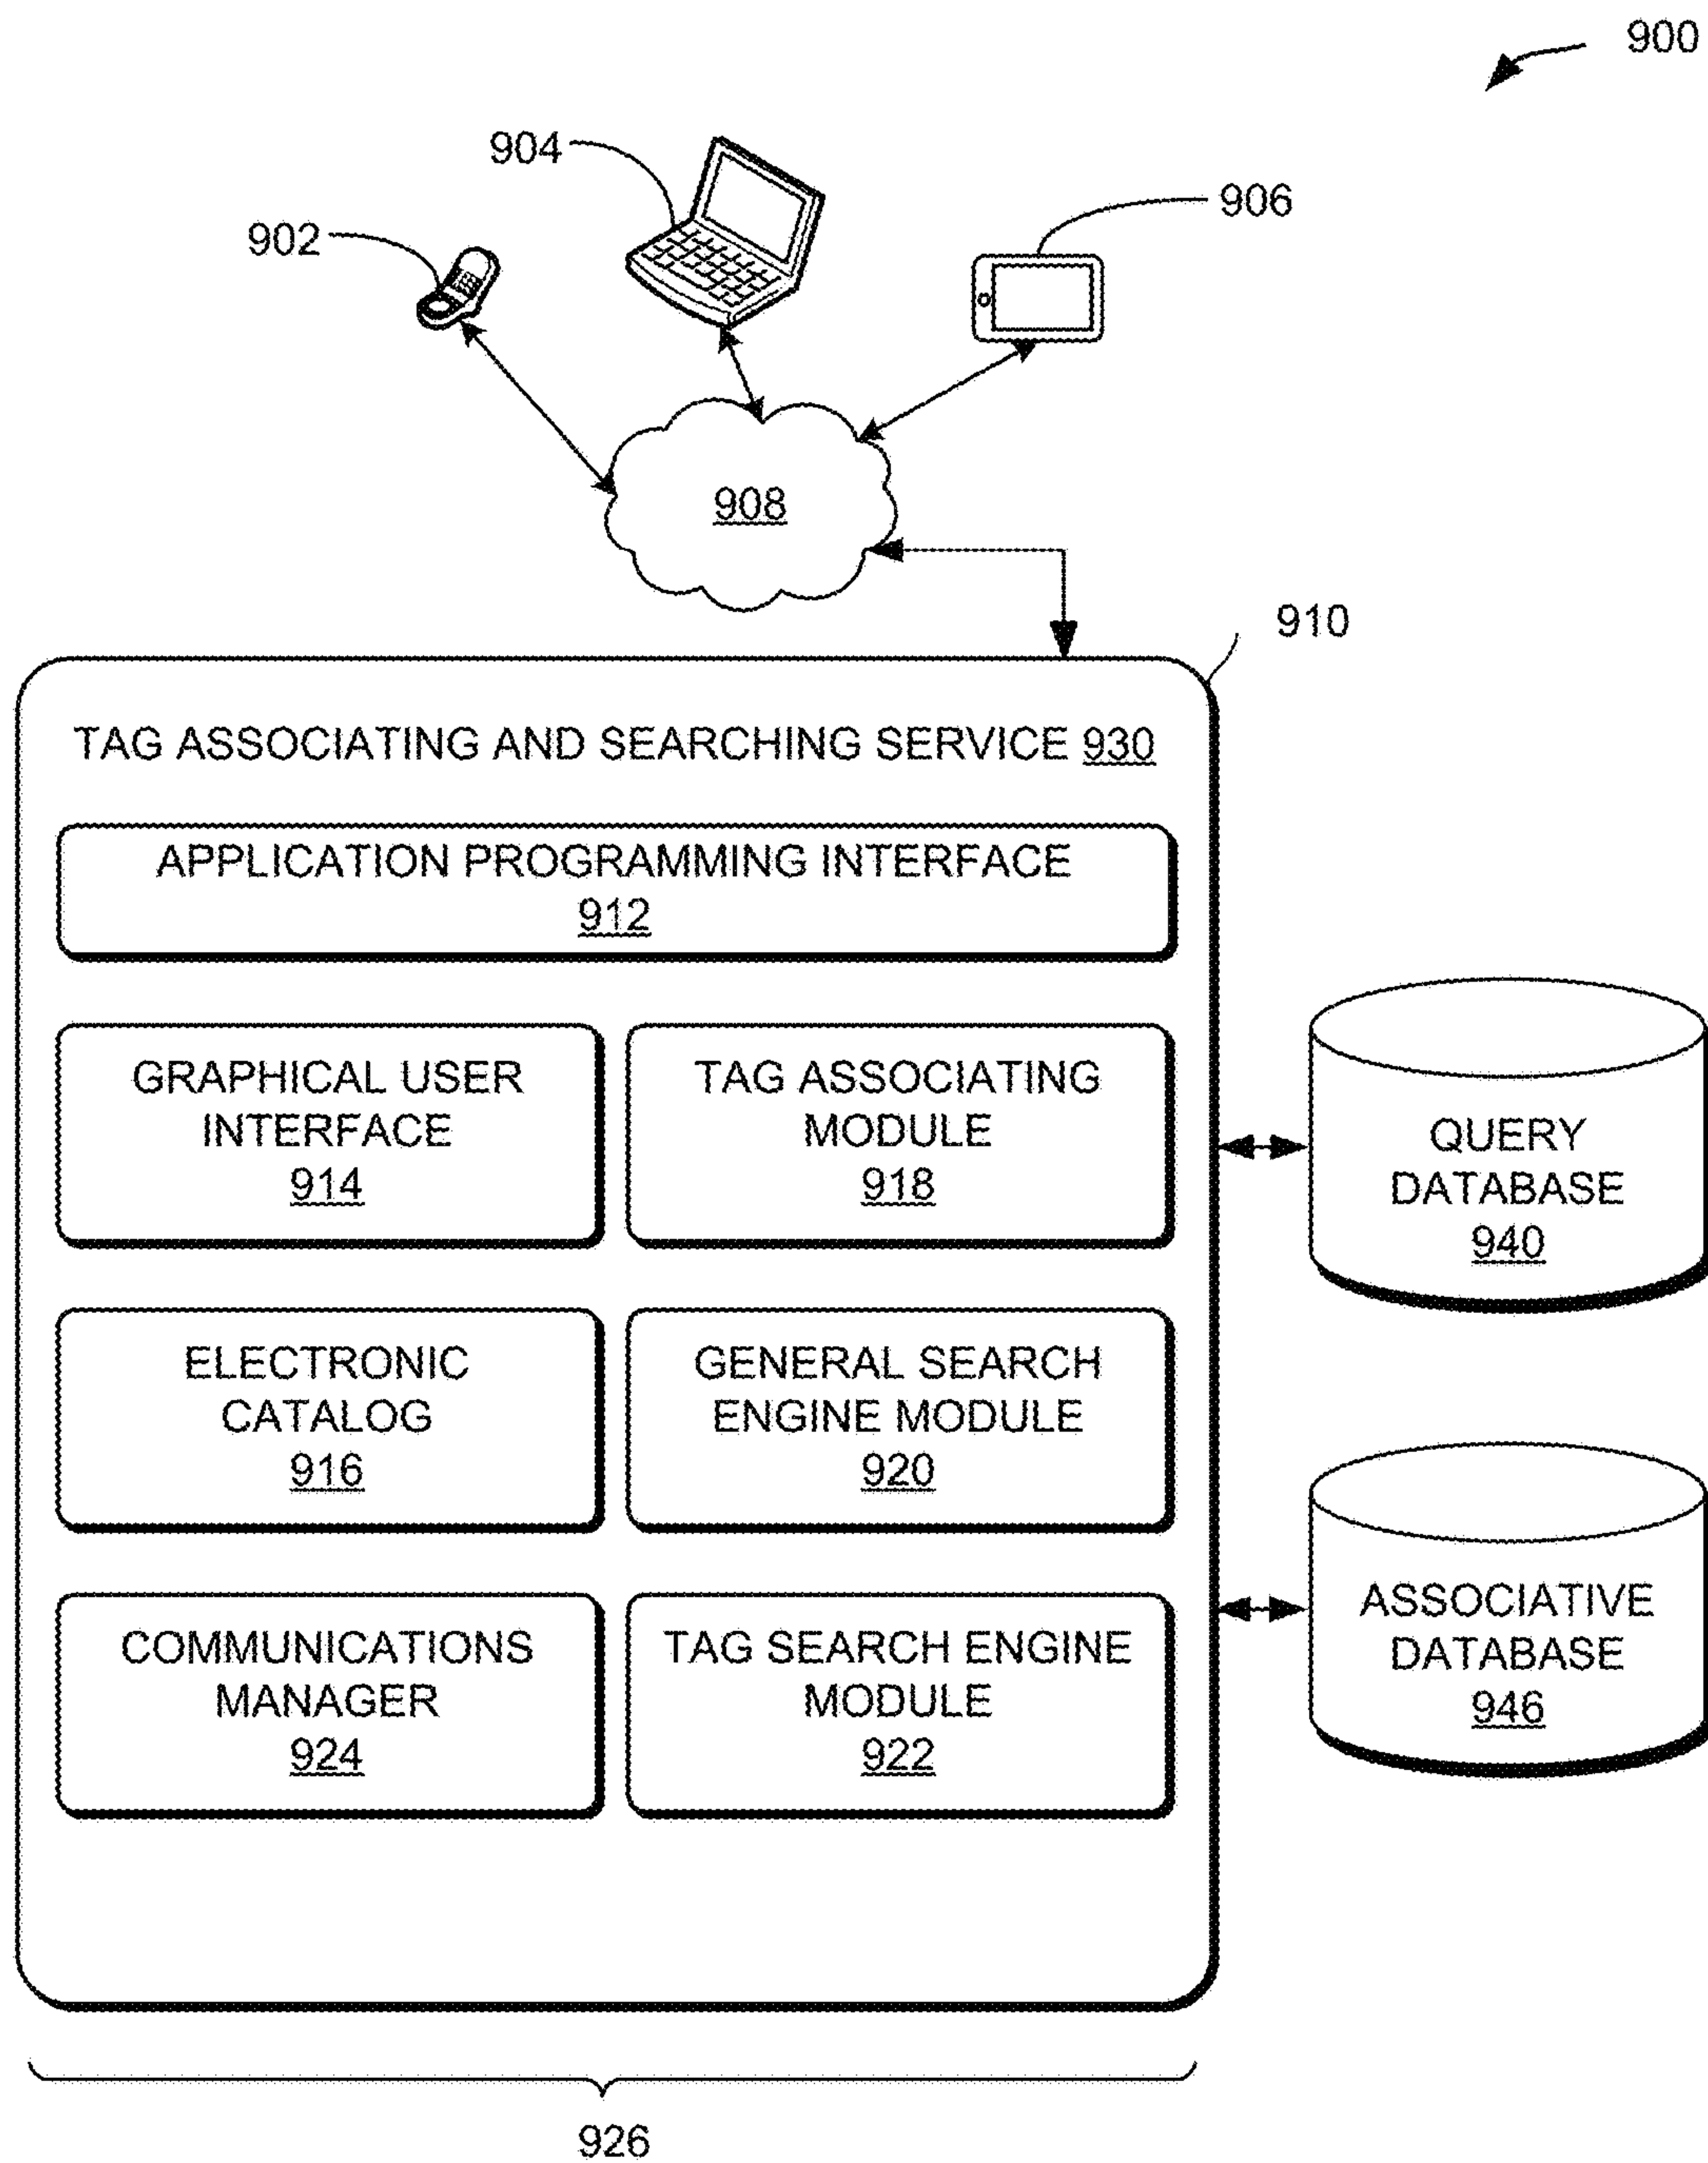 900
904
906
902
908
910
TAG ASSOCIATING AND SEARCHING SERVICE 930
APPLICATION PROGRAMMING INTERFACE
912
GRAPHICAL USER
INTERFACE
914
TAG ASSOCIATING
MODULE
918
QUERY
DATABASE
940
ELECTRONIC
CATALOG
916
GENERAL SEARCH
ENGINE MODULE
920
ASSOCIATIVE
DATABASE
946
COMMUNICATIONS
MANAGER
924
TAG SEARCH ENGINE
MODULE
922
926